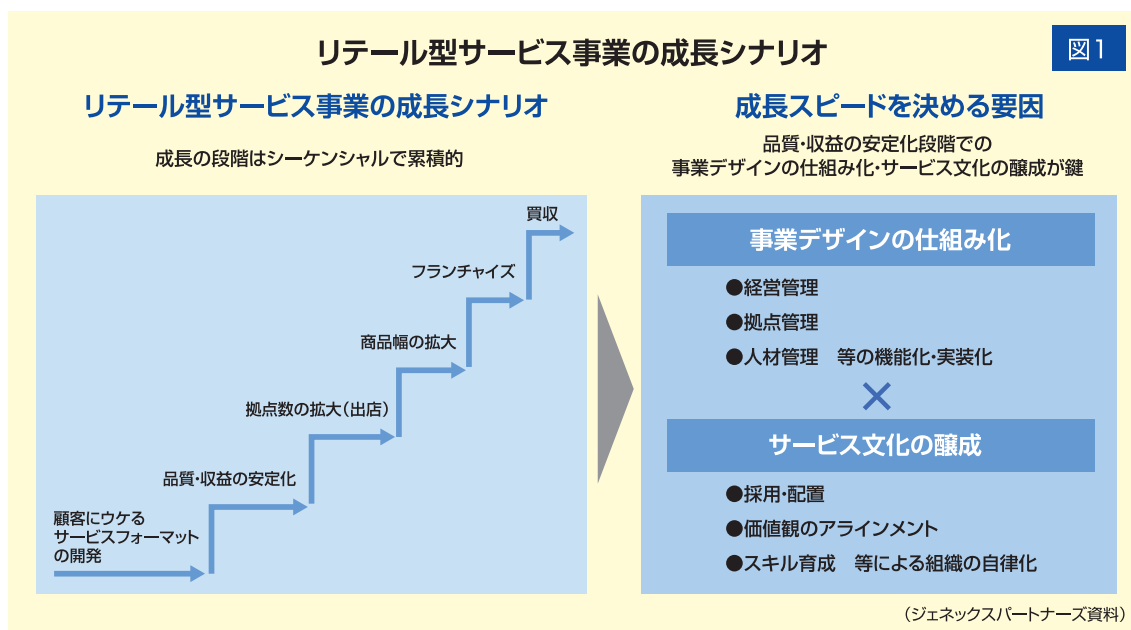 リテール型サービス事業の成長シナリオ
図1
リテール型サービス事業の成長シナリオ
成長の段階はシーケンシャルで累積的
買収
フランチャイズ
商品幅の拡大
拠点数の拡大（出店）
品質・収益の安定化
顧客にウケる
サービスフォーマット
の開発
成長スピードを決める要因
品質・収益の安定化段階での
事業デザインの仕組み化・サービス文化の醸成が鍵
事業デザインの仕組み化
●経営管理
●拠点管理
●人材管理　等の機能化・実装化
×
サービス文化の醸成
●採用・配置
●価値観のアラインメント
●スキル育成　等による組織の自律化
（ジェネックスパートナーズ資料）